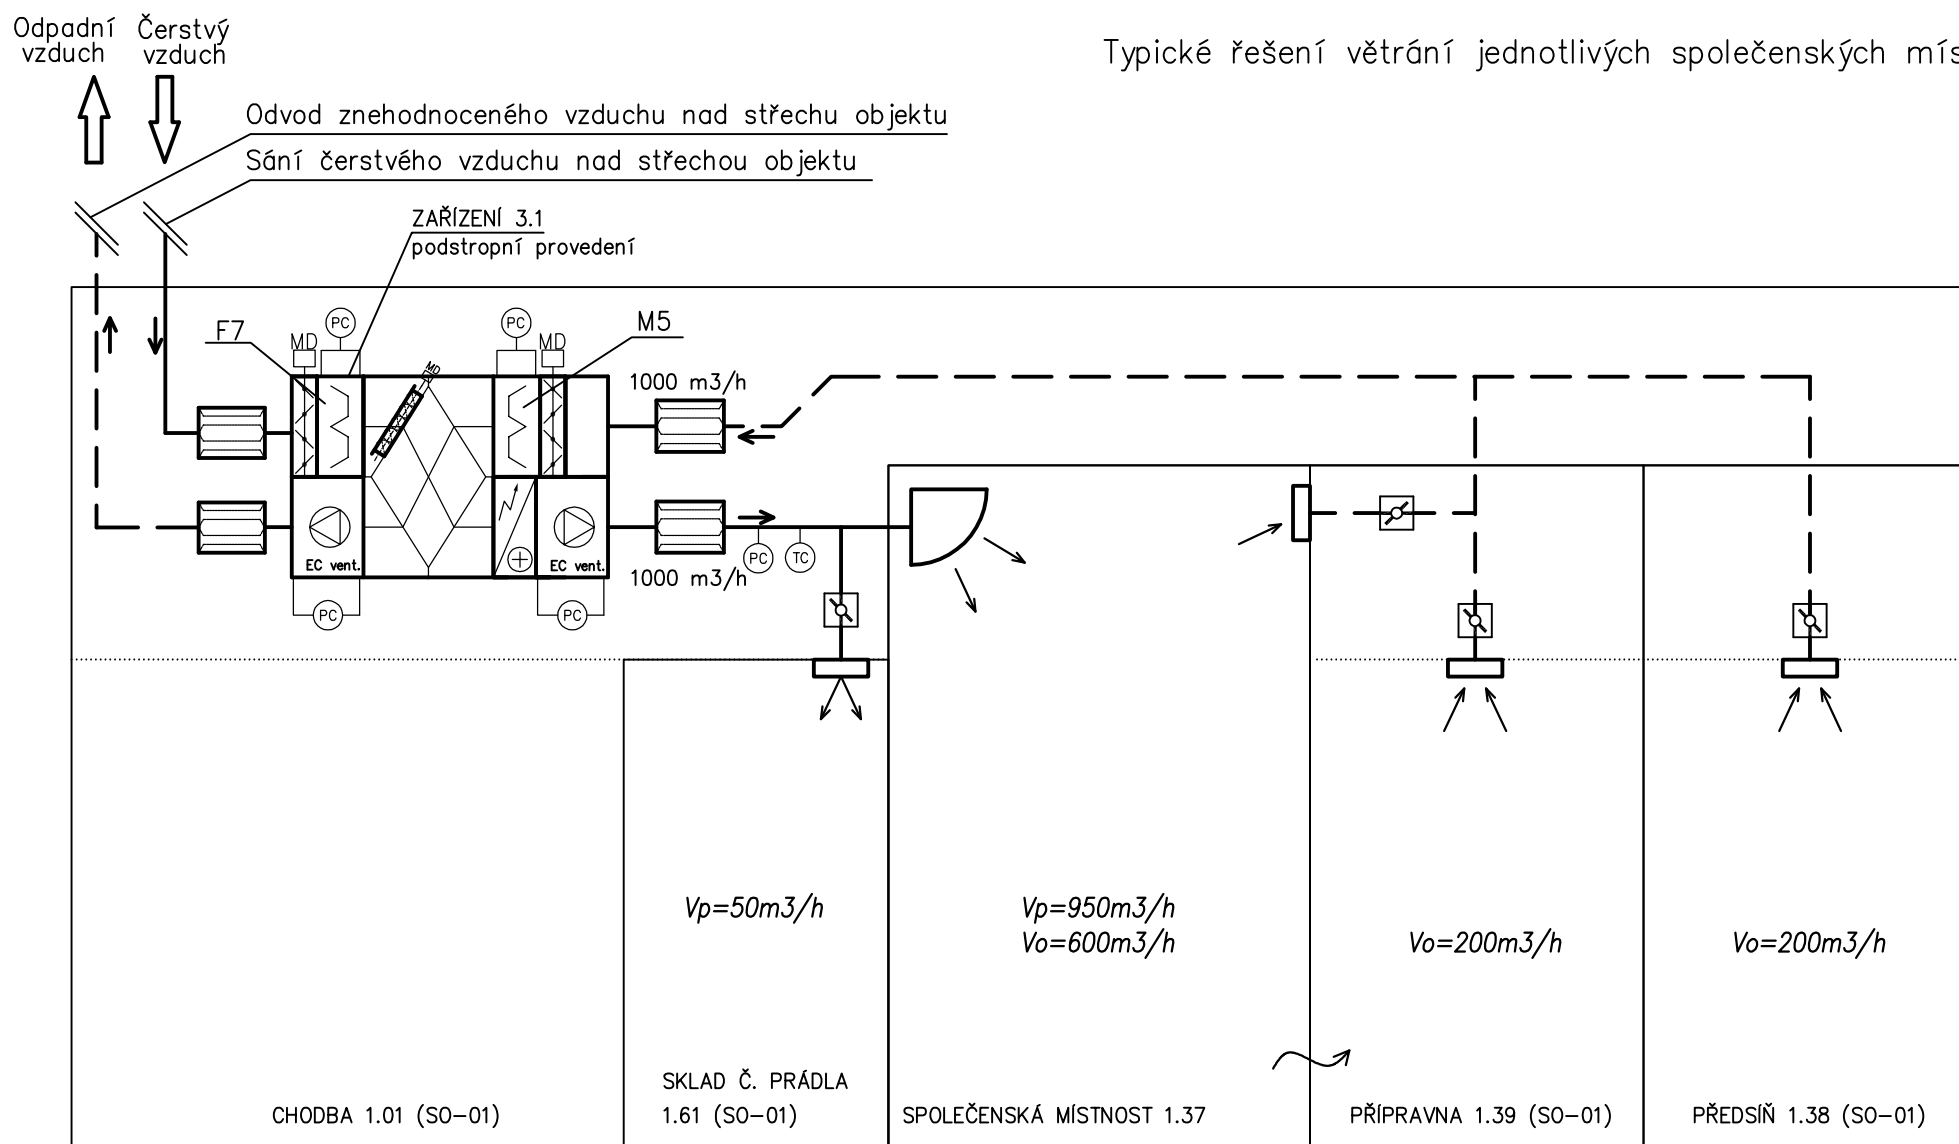 Odpadní
vzduch
Čerstvý
vzduch
Typické řešení větrání jednotlivých společenských mís
Odvod znehodnoceného vzduchu nad střechu objektu
Sání čerstvého vzduchu nad střechou objektu
ZAŘÍZENÍ 3.1
podstropní provedení
F7
MD
PC
PC
MD
M5
MD
1000 m3/h
EC vent.
EC vent.
1000 m3/h
PC
TC
PC
PC
Vp=50m3/h
Vp=950m3/h
Vo=600m3/h
Vo=200m3/h
Vo=200m3/h
CHODBA 1.01 (SO-01)
SKLAD Č. PRÁDLA
1.61 (SO-01)
SPOLEČENSKÁ MÍSTNOST 1.37
PŘÍPRAVNA 1.39 (SO-01)
PŘEDSÍŇ 1.38 (SO-01)